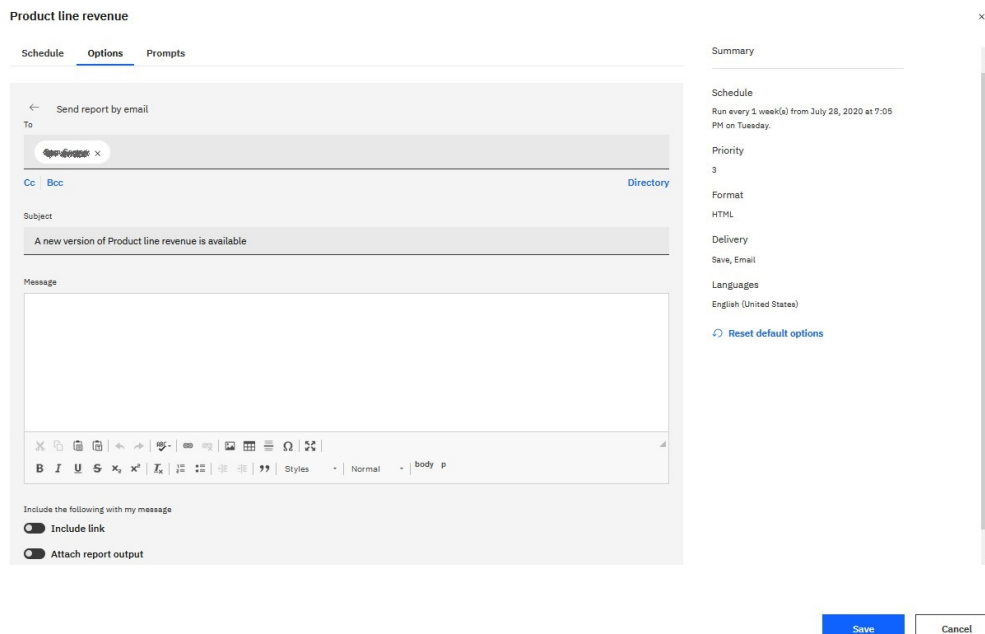 Product line revenue
Schedule Options Prompts
Send report by email
To
Cc Bcc Directory
Subject
A new version of Product line revenue is available
Message
B I U S x₂ x² Tx Styles Normal body p
Include the following with my message
Include link
Attach report output
Summary
Schedule
Run every 1 week(s) from July 28, 2020 at 7:05
PM on Tuesday.
Priority
3
Format
HTML
Delivery
Save, Email
Languages
English (United States)
Reset default options
Save Cancel